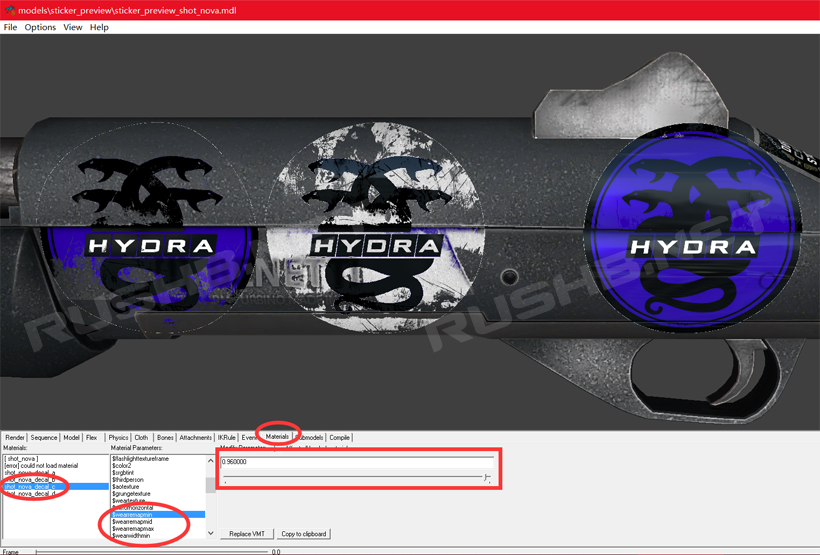 models\sticker_preview\sticker_preview_shot_nova.mdl
File Options View Help
HYDRA
HYDRA
HYDRA
RUSHB.NET
RUSHB.NET
Render Sequence Model Flex Physics Cloth Bones Attachments IKRule Materials Submodels Compile
Materials:
Material Parameters:
[ shot_nova ]
[error] could not load material
shot_nova_decal_a
shot_nova_decal_b
shot_nova_decal_c
shot_nova_decal_d
$flashlighttextureframe
$color2
$srgbtint
$thirdperson
$aotexture
$grungetexture
$weartexture
$wearremapmin
$wearremapmid
$wearremapmax
$wearwidthmin
0.960000
Replace VMT
Copy to clipboard
Frame
0.0